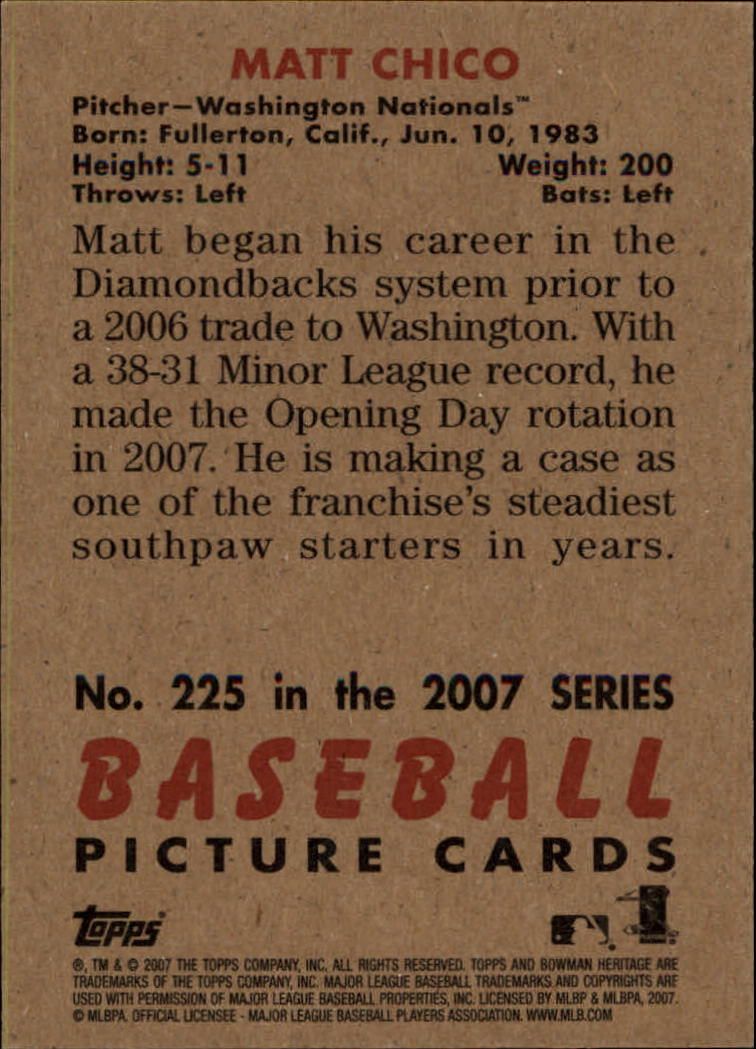 MATT CHICO
Pitcher—Washington Nationals™
Born: Fullerton, Calif., Jun. 10, 1983
Height: 5-11 Weight: 200
Throws: Left Bats: Left
Matt began his career in the
Diamondbacks system prior to
a 2006 trade to Washington. With
a 38-31 Minor League record, he
made the Opening Day rotation
in 2007. He is making a case as
one of the franchise's steadiest
southpaw starters in years.
No. 225 in the 2007 SERIES
BASEBALL
PICTURE CARDS
topps
®, TM & © 2007 THE TOPPS COMPANY, INC. ALL RIGHTS RESERVED. TOPPS AND BOWMAN HERITAGE ARE
TRADEMARKS OF THE TOPPS COMPANY, INC. MAJOR LEAGUE BASEBALL TRADEMARKS AND COPYRIGHTS ARE
USED WITH PERMISSION OF MAJOR LEAGUE BASEBALL PROPERTIES, INC. LICENSED BY MLBP & MLBPA, 2007.
© MLBPA. OFFICIAL LICENSEE - MAJOR LEAGUE BASEBALL PLAYERS ASSOCIATION. WWW.MLB.COM